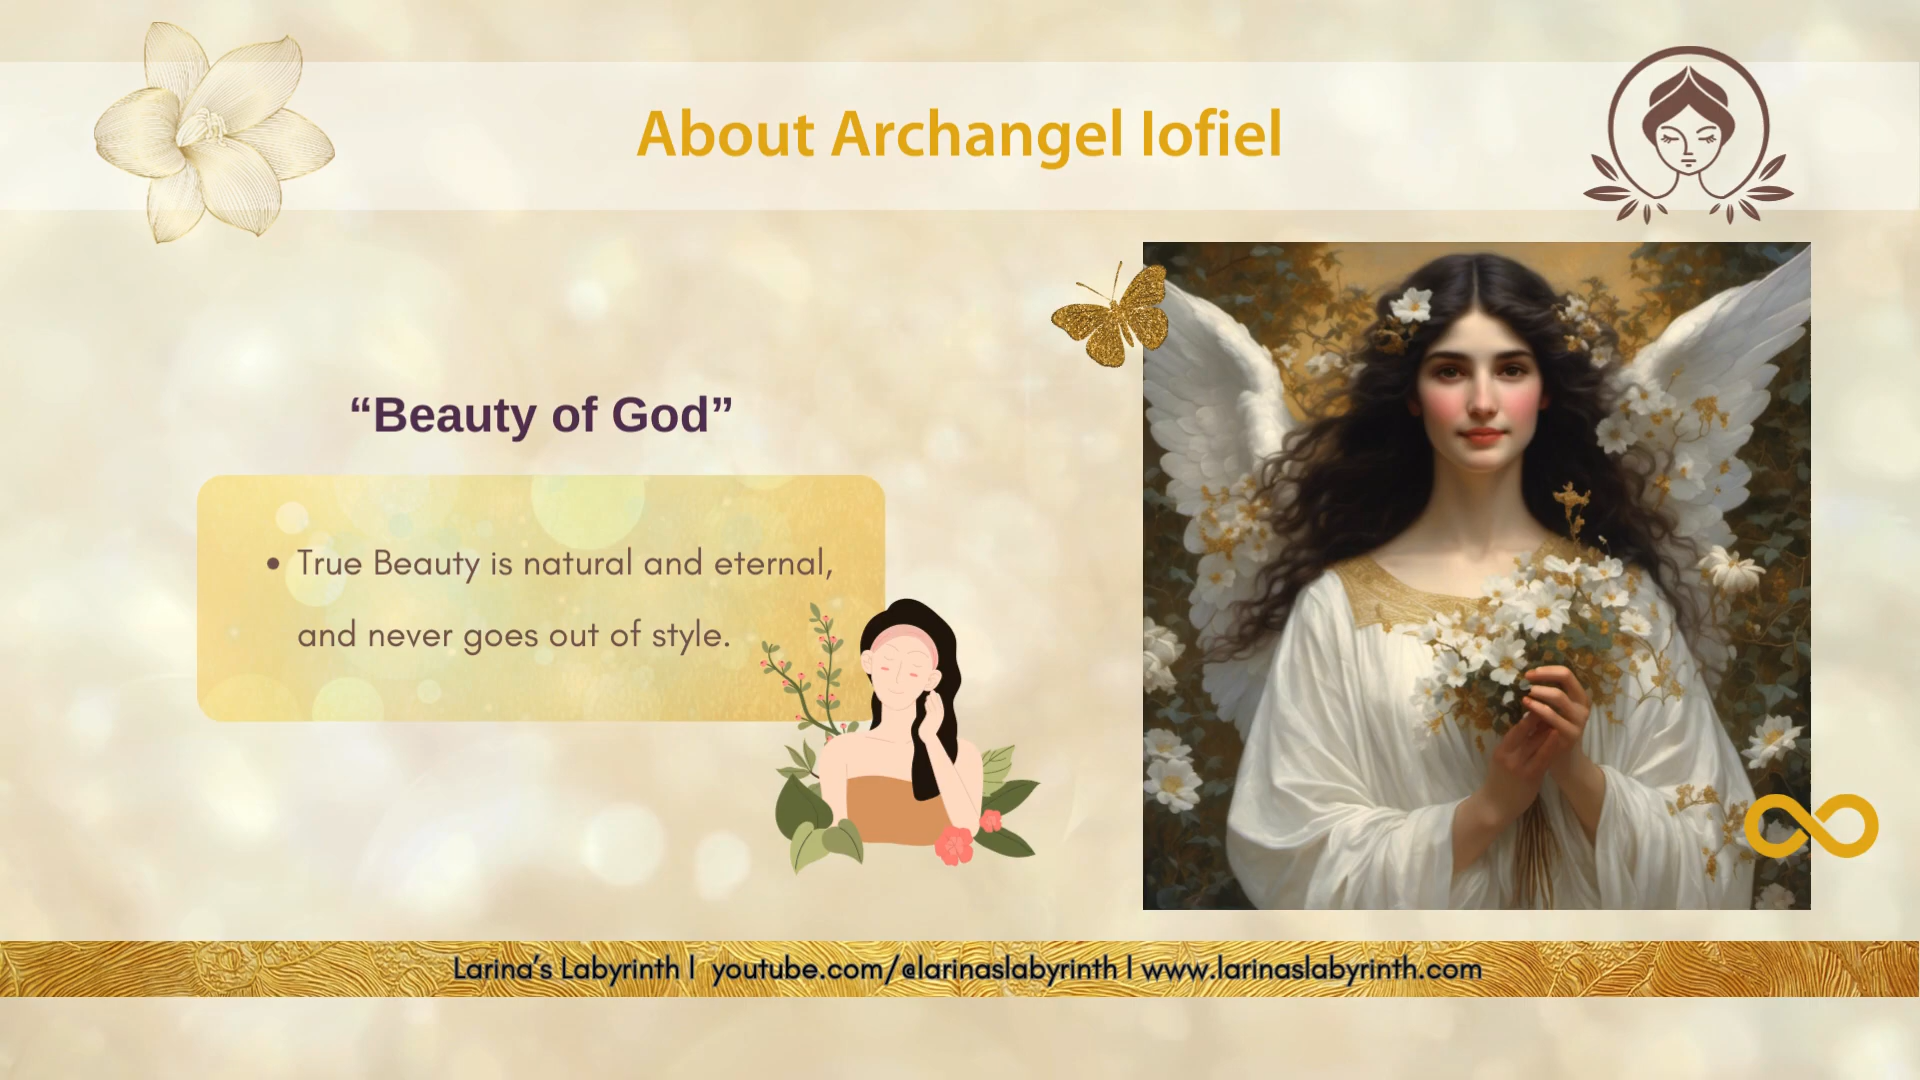 About Archangel Iofiel
“Beauty of God”
• True Beauty is natural and eternal,
and never goes out of style.
Larina’s Labyrinth | youtube.com/@larinaslabyrinth | www.larinaslabyrinth.com